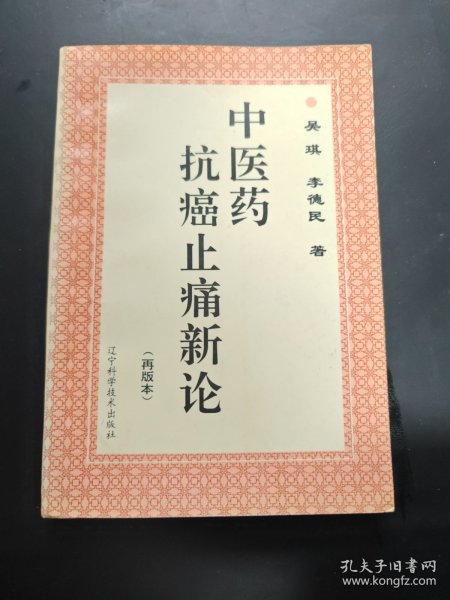 吴琪 李德民 著
中医药
抗癌止痛新论
(再版本)
辽宁科学技术出版社
孔夫子旧书网
www.kongfz.com